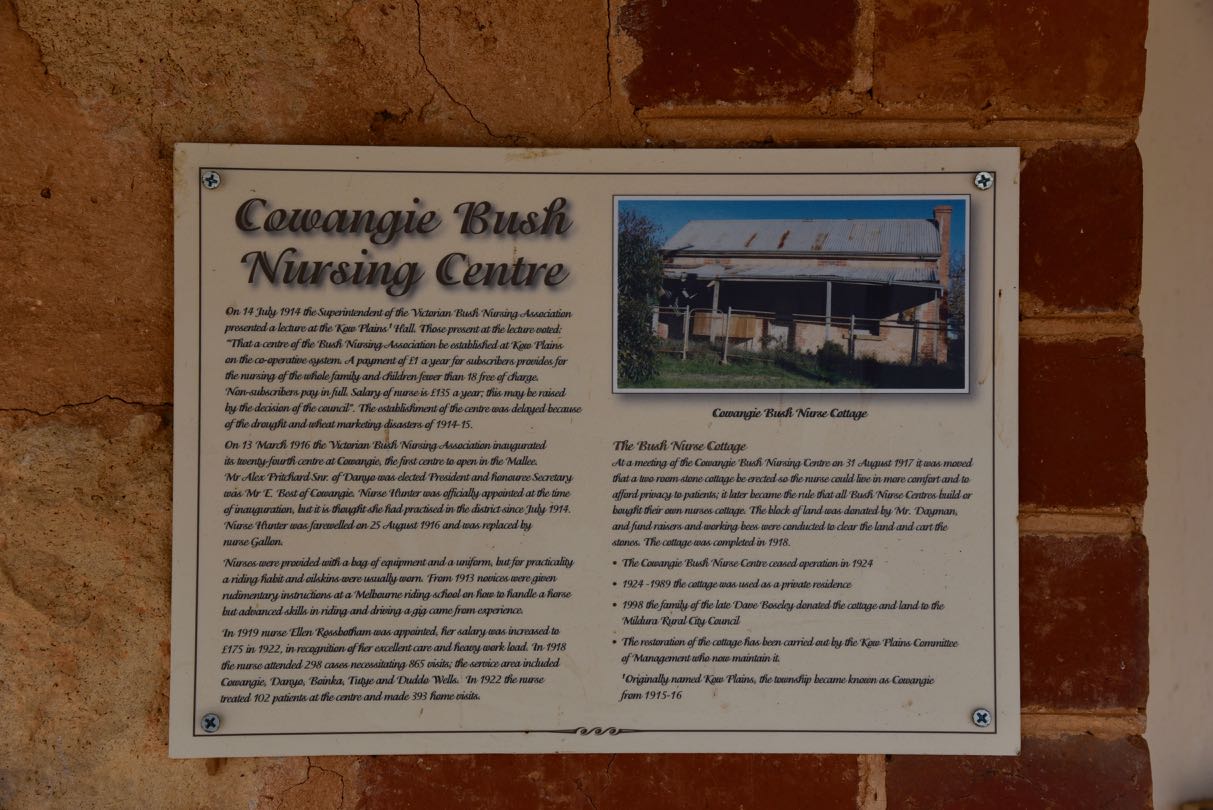 Cowangie Bush
Nursing Centre
On 14 July 1914 the Superintendent of the Victorian Bush Nursing Association
presented a lecture at the Kow Plains¹ Hall. Those present at the lecture voted:
"That a centre of the Bush Nursing Association be established at Kow Plains
on the co-operative system. A payment of £1 a year for subscribers provides for
the nursing of the whole family and children fewer than 18 free of charge.
Non-subscribers pay in full. Salary of nurse is £135 a year; this may be raised
by the decision of the council". The establishment of the centre was delayed because
of the drought and wheat marketing disasters of 1914-15.
On 13 March 1916 the Victorian Bush Nursing Association inaugurated
its twenty-fourth centre at Cowangie, the first centre to open in the Mallee.
Mr Alex Pritchard Snr. of Danyo was elected President and honouree Secretary
was Mr E. Best of Cowangie. Nurse Hunter was officially appointed at the time
of inauguration, but it is thought she had practised in the district since July 1914.
Nurse Hunter was farewelled on 25 August 1916 and was replaced by
nurse Gallon.
Nurses were provided with a bag of equipment and a uniform, but for practicality
a riding habit and oilskins were usually worn. From 1913 novices were given
rudimentary instructions at a Melbourne riding school on how to handle a horse
but advanced skills in riding and driving a gig came from experience.
In 1919 nurse Ellen Rossbotham was appointed, her salary was increased to
£175 in 1922, in recognition of her excellent care and heavy work load. In 1918
the nurse attended 298 cases necessitating 865 visits; the service area included
Cowangie, Danyo, Boinka, Tutye and Duddo Wells. In 1922 the nurse
treated 102 patients at the centre and made 393 home visits.
Cowangie Bush Nurse Cottage
The Bush Nurse Cottage
At a meeting of the Cowangie Bush Nursing Centre on 31 August 1917 it was moved
that a two room stone cottage be erected so the nurse could live in more comfort and to
afford privacy to patients; it later became the rule that all Bush Nurse Centres build or
bought their own nurses cottage. The block of land was donated by Mr. Dayman,
and fund raisers and working bees were conducted to clear the land and cart the
stones. The cottage was completed in 1918.
• The Cowangie Bush Nurse Centre ceased operation in 1924
• 1924 -1989 the cottage was used as a private residence
• 1998 the family of the late Dave Boseley donated the cottage and land to the
Mildura Rural City Council
• The restoration of the cottage has been carried out by the Kow Plains Committee
of Management who now maintain it.
¹Originally named Kow Plains, the township became known as Cowangie
from 1915-16